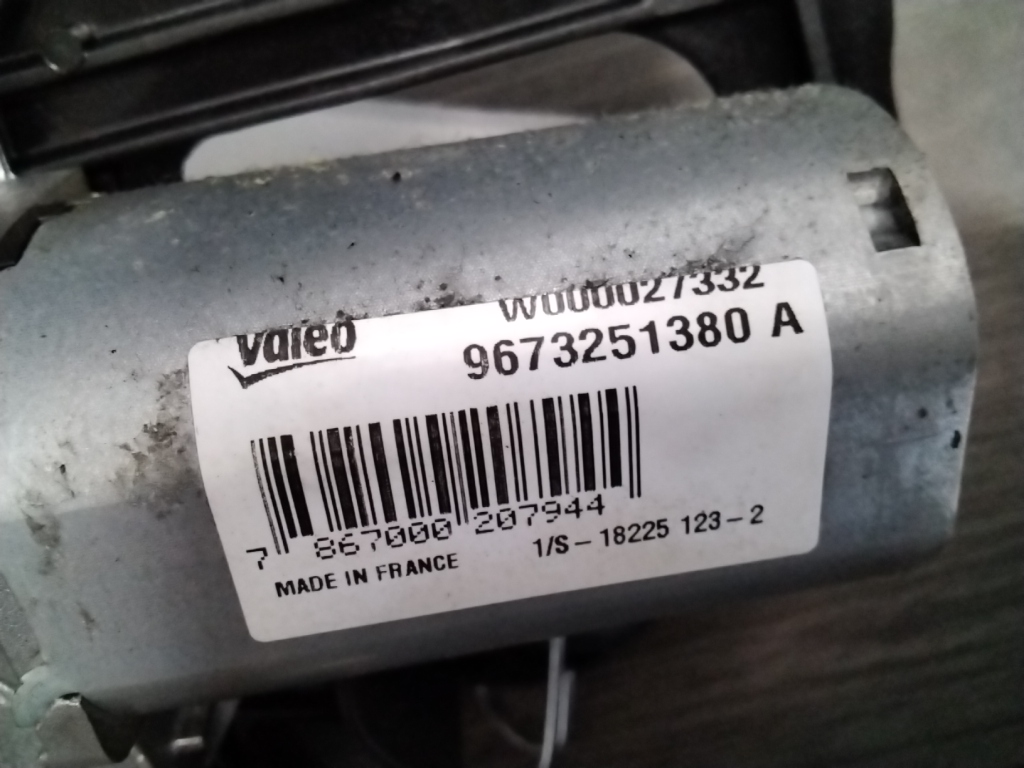 W000027332
valeo
9673251380 A
7 867000 207944
MADE IN FRANCE
1/S - 18225 123 - 2